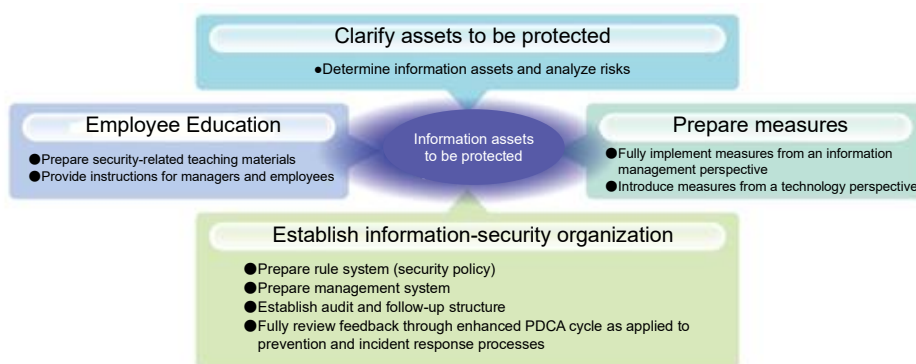 Clarify assets to be protected
●Determine information assets and analyze risks
Employee Education
●Prepare security-related teaching materials
●Provide instructions for managers and employees
Information assets
to be protected
Prepare measures
●Fully implement measures from an information
management perspective
●Introduce measures from a technology perspective
Establish information-security organization
●Prepare rule system (security policy)
●Prepare management system
●Establish audit and follow-up structure
●Fully review feedback through enhanced PDCA cycle as applied to
prevention and incident response processes